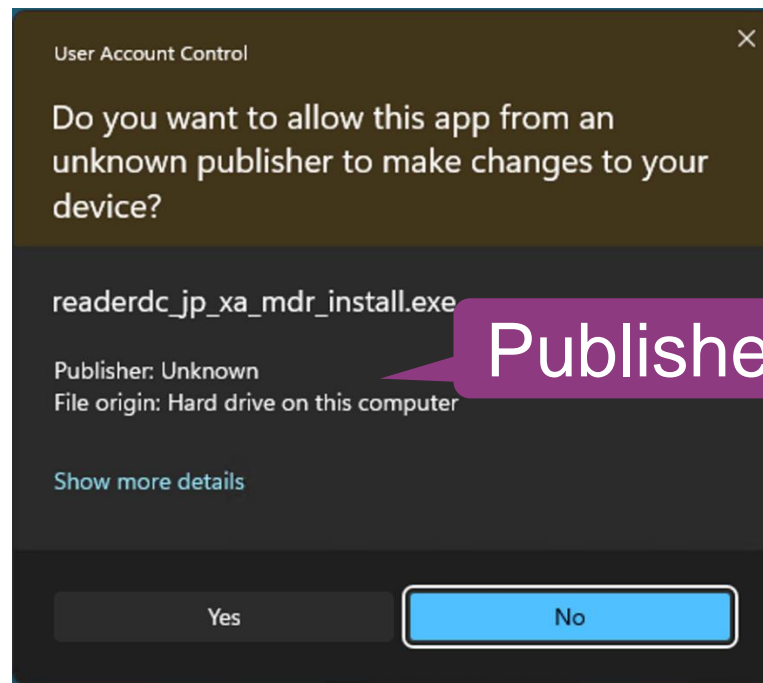 User Account Control
Do you want to allow this app from an
unknown publisher to make changes to your
device?
readerdc_jp_xa_mdr_install.exe
Publishe
Publisher: Unknown
File origin: Hard drive on this computer
Show more details
Yes
No